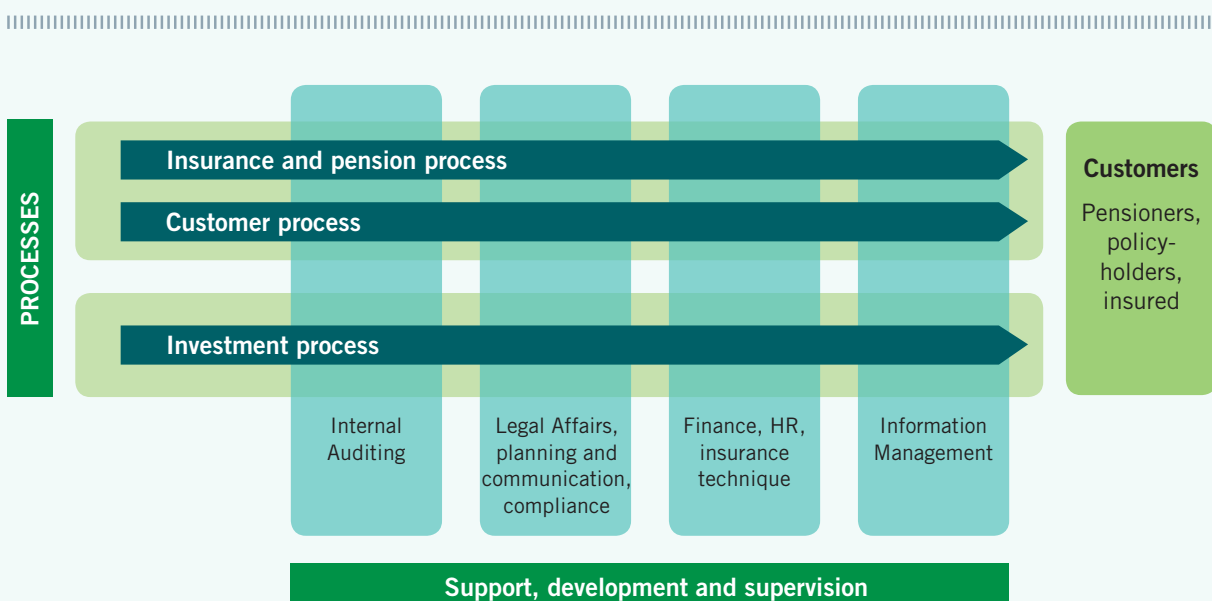 PROCESSES
Insurance and pension process
Customer process
Investment process
Customers
Pensioners,
policy-
holders,
insured
Internal
Auditing
Legal Affairs,
planning and
communication,
compliance
Finance, HR,
insurance
technique
Information
Management
Support, development and supervision